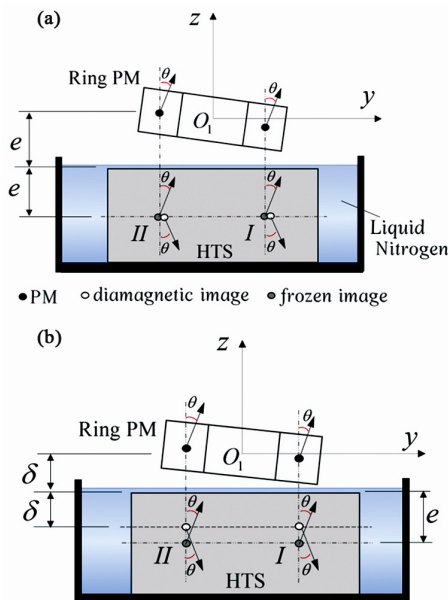 (a)
z
Ring PM
θ
θ
O₁
y
e
e
θ
θ
II
I
θ
θ
HTS
Liquid
Nitrogen
PM
diamagnetic image
frozen image
(b)
z
Ring PM
θ
θ
O₁
y
δ
δ
e
θ
θ
II
I
θ
θ
HTS